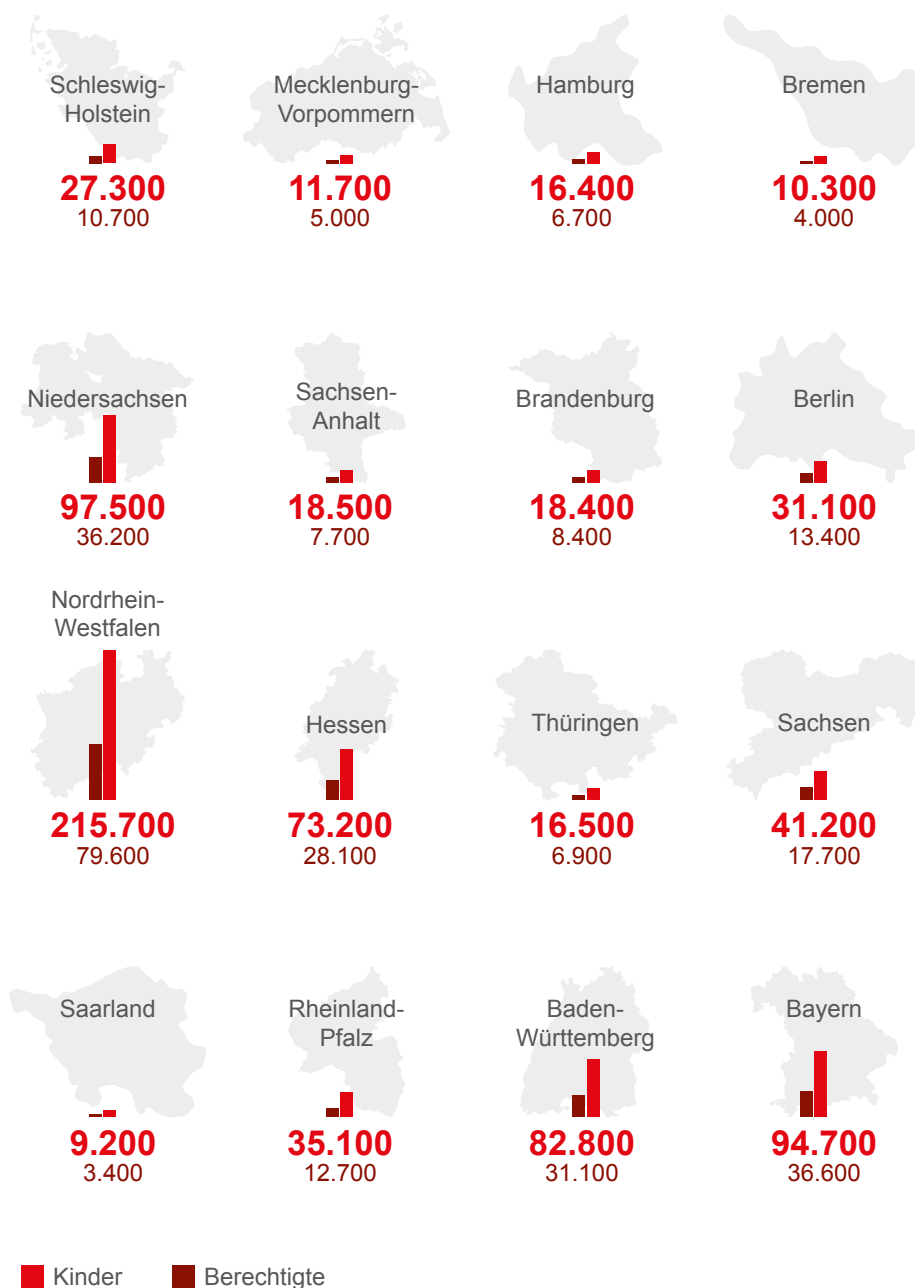 Schleswig-
Holstein
27.300
10.700
Mecklenburg-
Vorpommern
11.700
5.000
Hamburg
16.400
6.700
Bremen
10.300
4.000
Niedersachsen
97.500
36.200
Sachsen-
Anhalt
18.500
7.700
Brandenburg
18.400
8.400
Berlin
31.100
13.400
Nordrhein-
Westfalen
215.700
79.600
Hessen
73.200
28.100
Thüringen
16.500
6.900
Sachsen
41.200
17.700
Saarland
9.200
3.400
Rheinland-
Pfalz
35.100
12.700
Baden-
Württemberg
82.800
31.100
Bayern
94.700
36.600
Kinder
Berechtigte